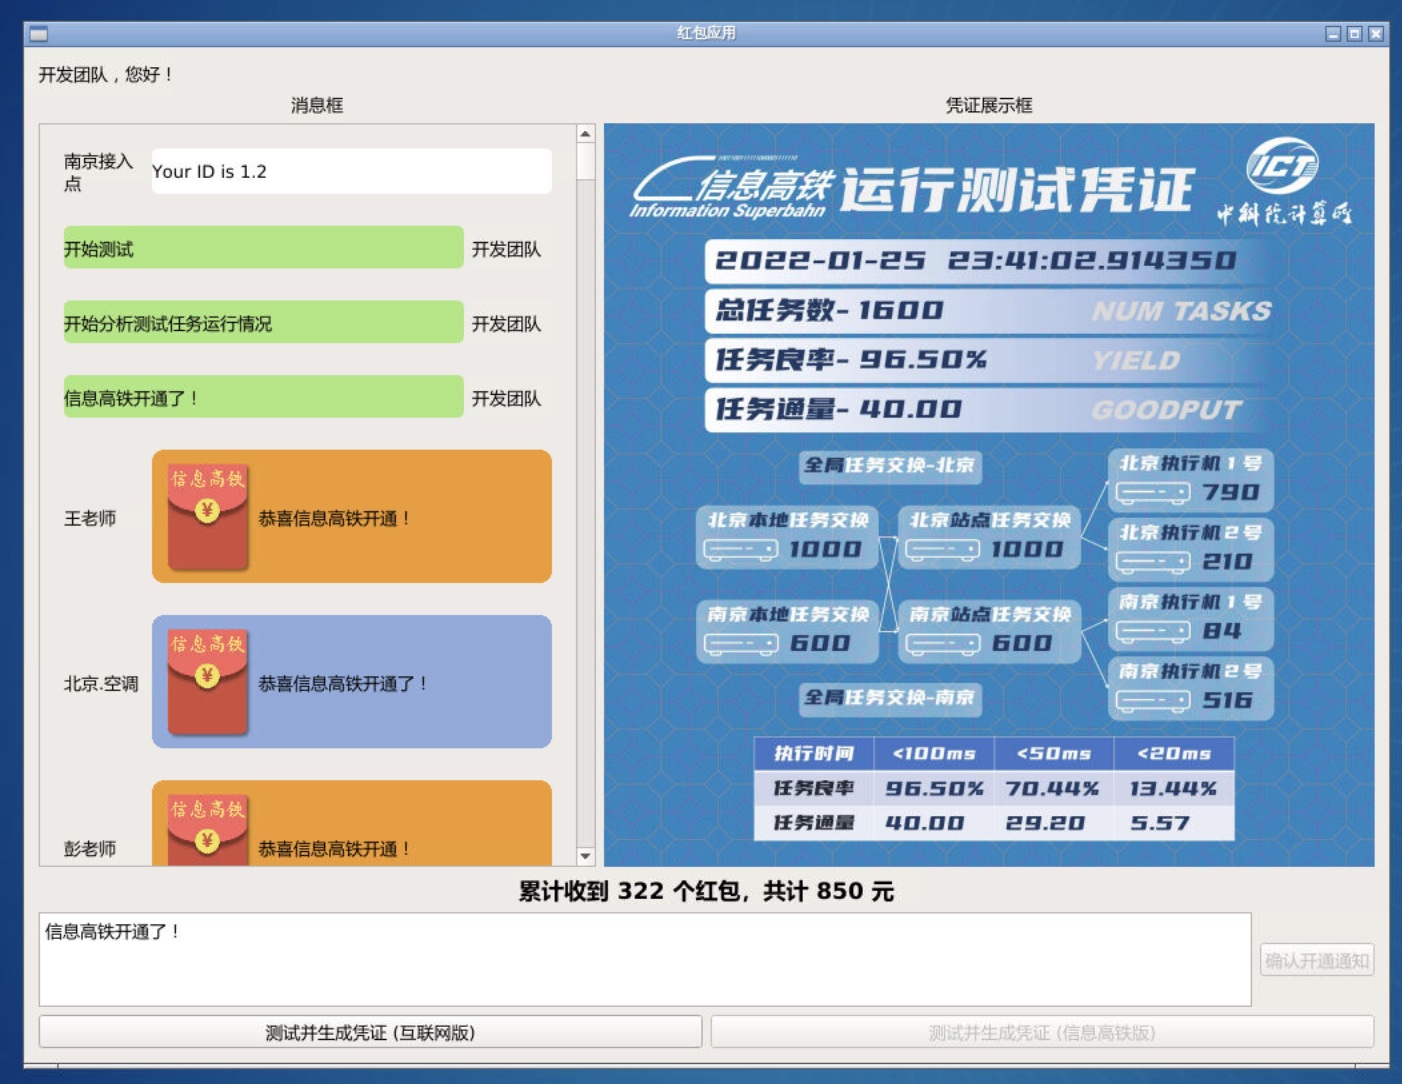 红包应用
开发团队，您好！
消息框
南京接入点
Your ID is 1.2
开始测试
开发团队
开始分析测试任务运行情况
开发团队
信息高铁开通了！
开发团队
王老师
信息高铁
¥
恭喜信息高铁开通！
北京.空调
信息高铁
¥
恭喜信息高铁开通了！
彭老师
信息高铁
¥
恭喜信息高铁开通！
凭证展示框
信息高铁
Information Superbahn
运行测试凭证
ICT
中科院计算所
2022-01-25 23:41:02.914350
总任务数- 1600 NUM TASKS
任务良率- 96.50% YIELD
任务通量- 40.00 GOODPUT
全局任务交换-北京
北京本地任务交换
1000
北京站点任务交换
1000
北京执行机 1 号
790
北京执行机 2 号
210
南京本地任务交换
600
南京站点任务交换
600
南京执行机 1 号
84
南京执行机 2 号
516
全局任务交换-南京
执行时间 <100ms <50ms <20ms
任务良率 96.50% 70.44% 13.44%
任务通量 40.00 29.20 5.57
累计收到 322 个红包，共计 850 元
信息高铁开通了！
确认开通通知
测试并生成凭证 (互联网版)
测试并生成凭证 (信息高铁版)